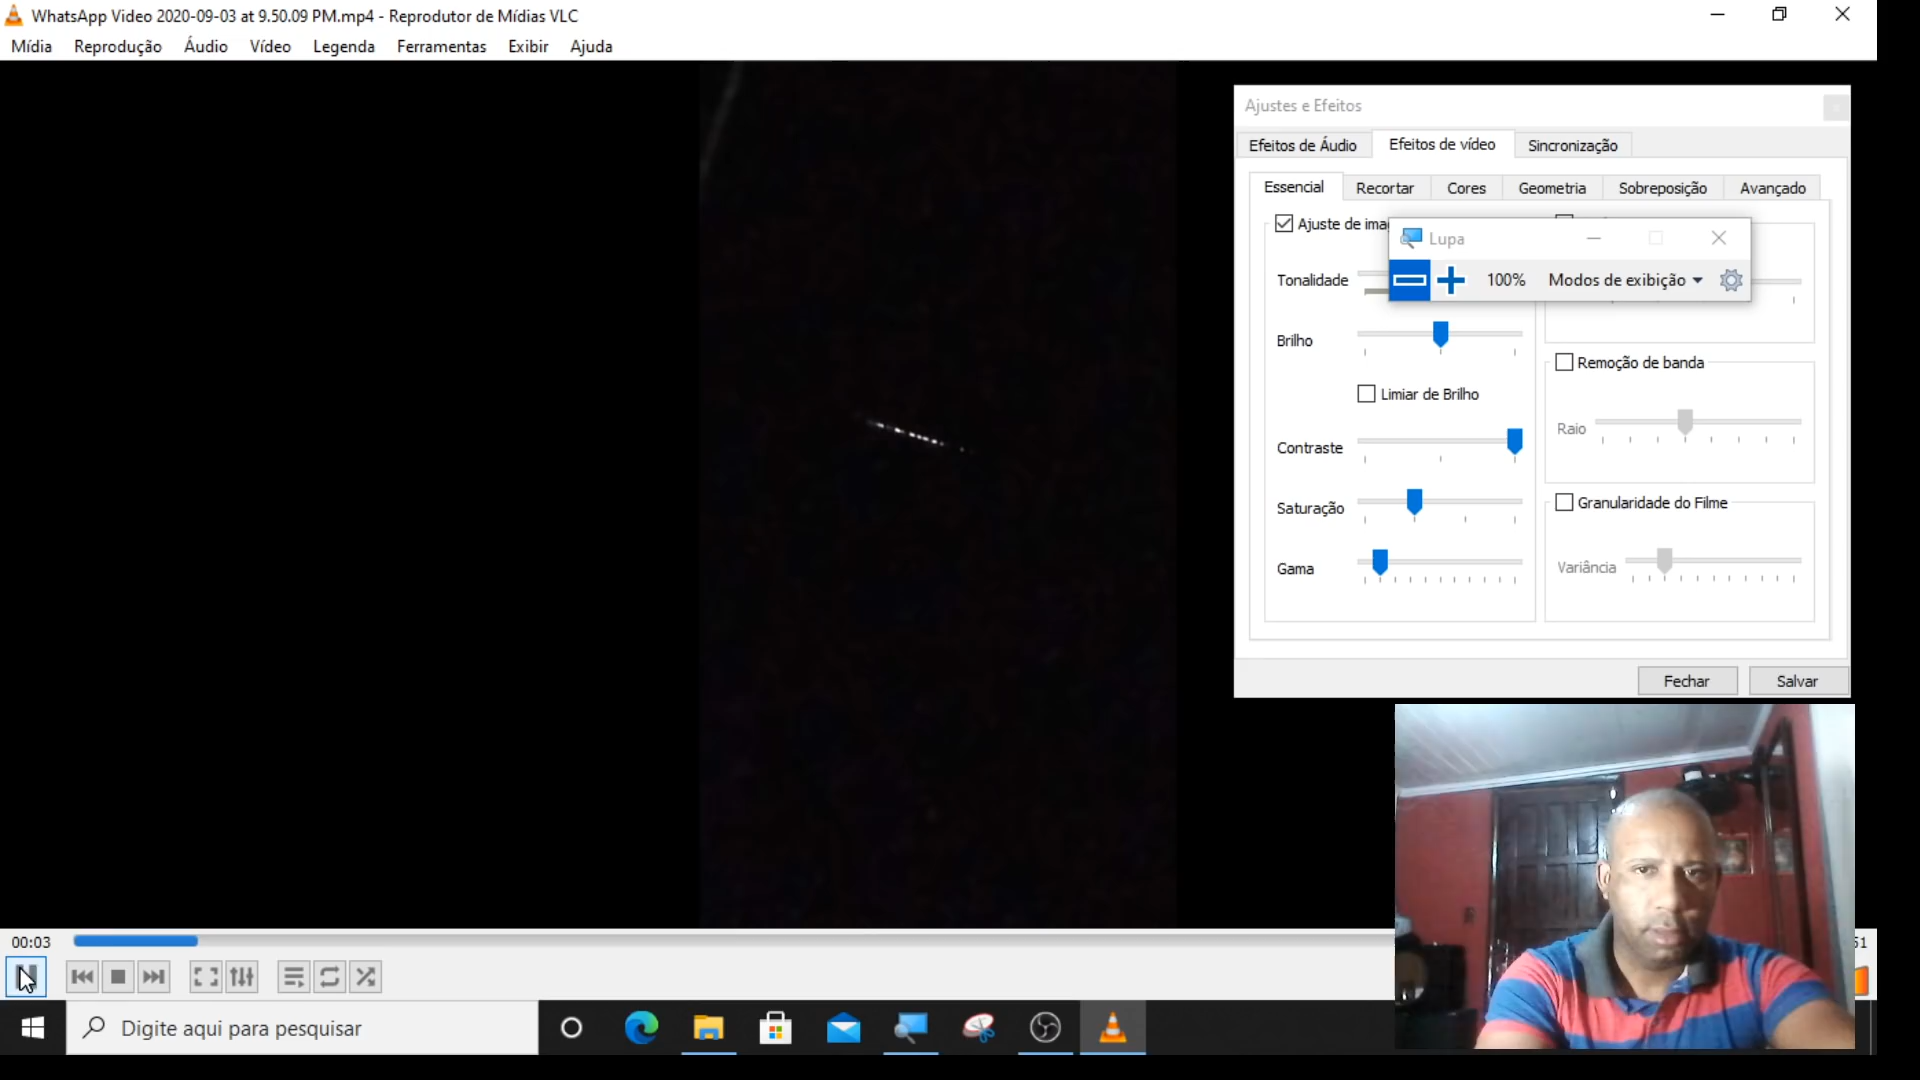 WhatsApp Video 2020-09-03 at 9.50.09 PM.mp4 - Reprodutor de Mídias VLC
Mídia Reprodução Áudio Vídeo Legenda Ferramentas Exibir Ajuda
Ajustes e Efeitos
Efeitos de Áudio Efeitos de vídeo Sincronização
Essencial Recortar Cores Geometria Sobreposição Avançado
Ajuste de imag
Lupa
100% Modos de exibição
Tonalidade
Brilho
Limiar de Brilho
Contraste
Saturação
Gama
Remoção de banda
Raio
Granularidade do Filme
Variância
Fechar Salvar
00:03
51
Digite aqui para pesquisar